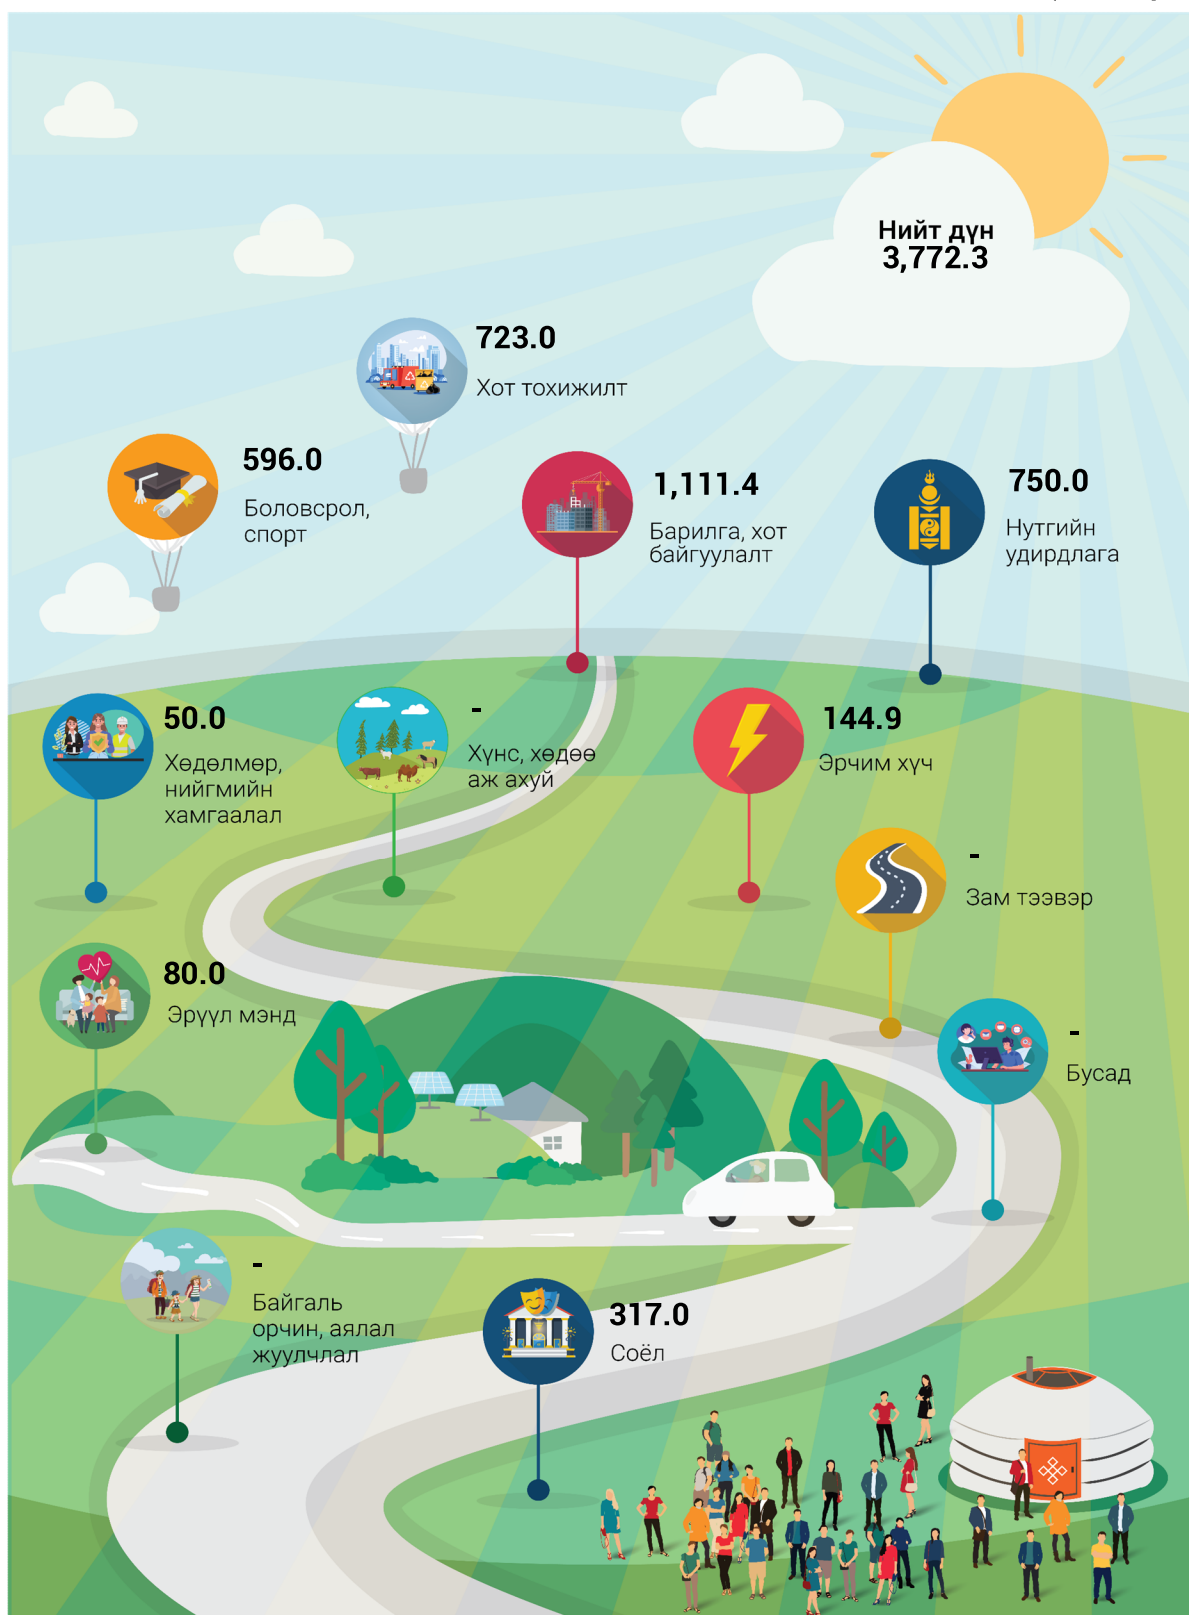 Нийт дүн
3,772.3
723.0
Хот тохижилт
596.0
Боловсрол,
спорт
1,111.4
Барилга, хот
байгуулалт
750.0
Нутгийн
удирдлага
50.0
Хөдөлмөр,
нийгмийн
хамгаалал
-
Хүнс, хөдөө
аж ахуй
144.9
Эрчим хүч
-
Зам тээвэр
80.0
Эрүүл мэнд
-
Бусад
-
Байгаль
орчин, аялал
жуулчлал
317.0
Соёл